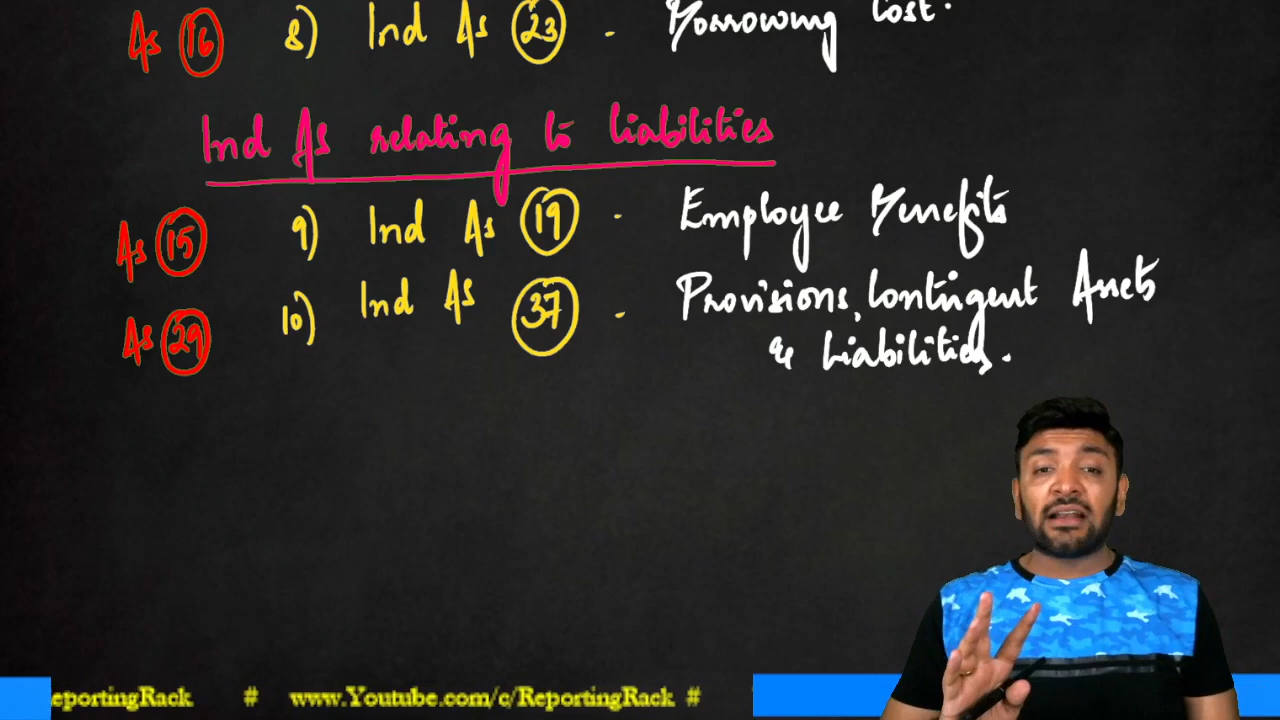 As 16 8) Ind As 23 - Borrowing Cost.
Ind As relating to liabilities
As 15 9) Ind As 19 - Employee Benefits
As 29 10) Ind As 37 - Provisions, Contingent Assets
& Liabilities.
eportingRack # www.Youtube.com/c/ReportingRack #